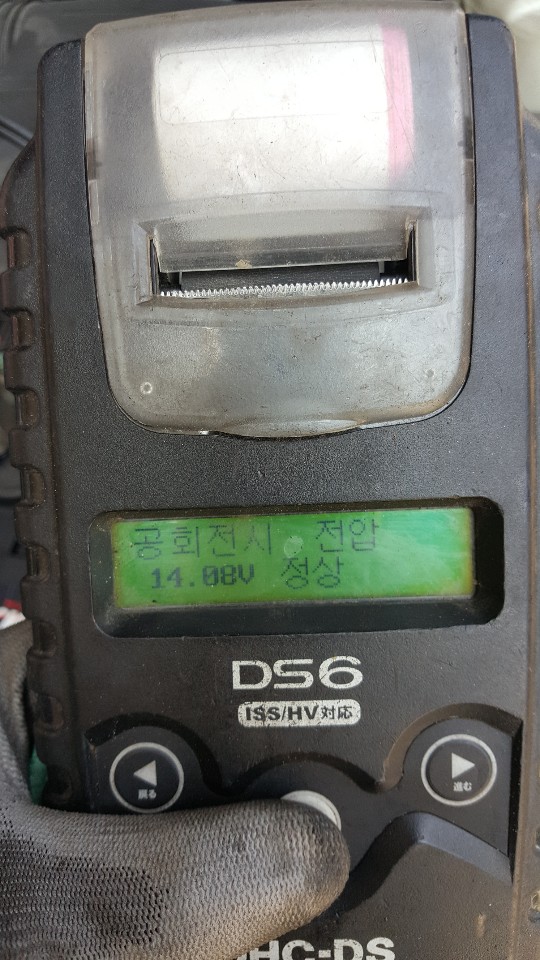 공회전시 전압
14.08V 정상
DS6
ISS/HV対応
戻る
進む
HC-DS